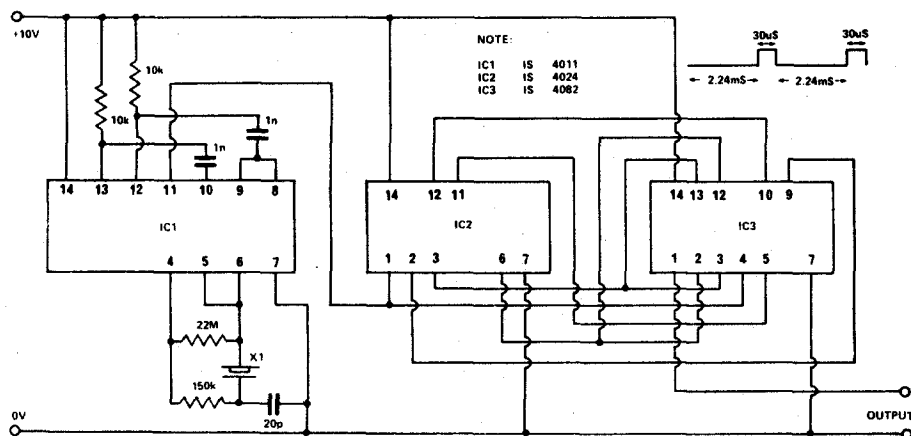 +10V
NOTE:
IC1 IS 4011
IC2 IS 4024
IC3 IS 4082
30uS 30uS
2.24mS 2.24mS
10k
10k
1n
1n
14 13 12 11 10 9 8
IC1
4 5 6 7
14 12 11
IC2
1 2 3 6 7
14 13 12 10 9
IC3
1 2 3 4 5 7
22M
X1
150k
20p
0V
OUTPUT